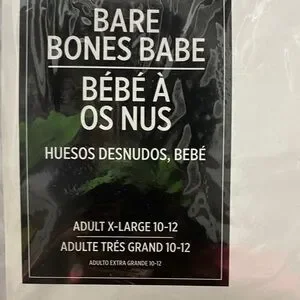 BARE
BONES BABE
BÉBÉ À
OS NUS
HUESOS DESNUDOS, BEBÉ
ADULT X-LARGE 10-12
ADULTE TRÉS GRAND 10-12
ADULTO EXTRA GRANDE 10-12